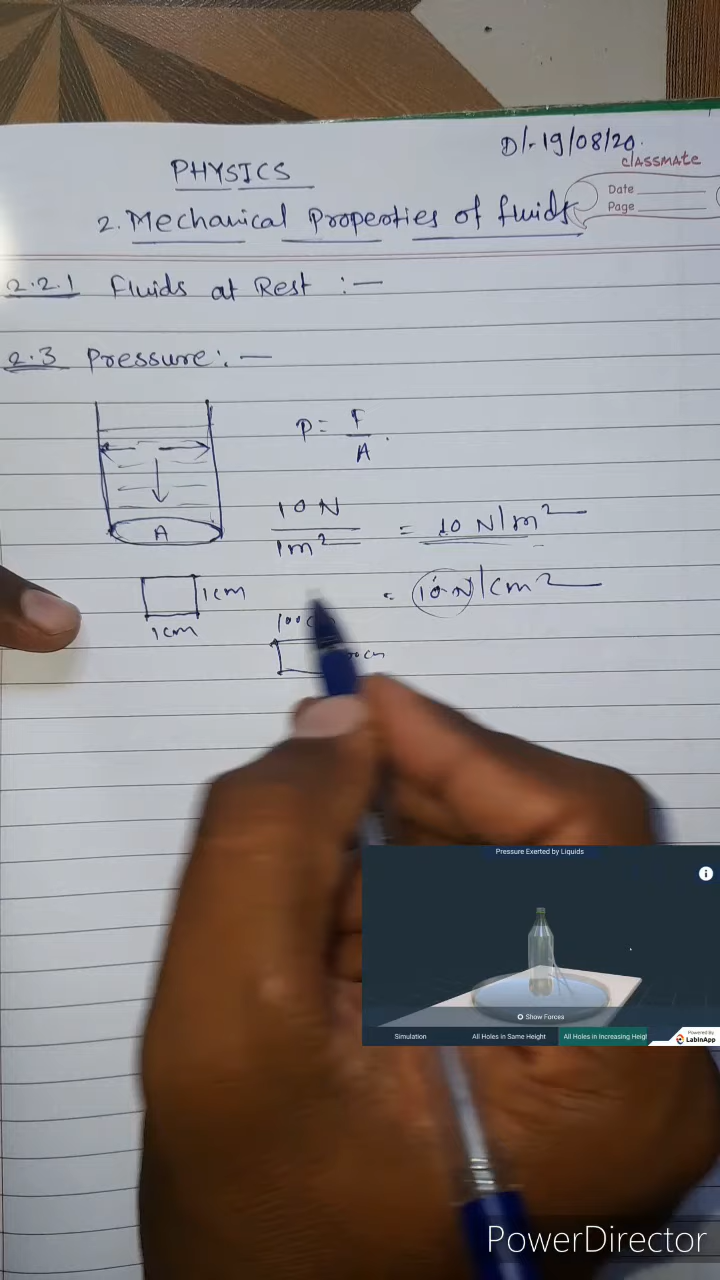 D/- 19/08/20.
classmate
PHYSICS
Date
Page
2. Mechanical Properties of fluids
2.2.1 Fluids at Rest :—
2.3 Pressure:—
P = F
A.
10 N
1m² = 10 N/m²
A
1cm = 10 N/cm²
1cm
Pressure Exerted by Liquids
i
Show Forces
Simulation All Holes in Same Height All Holes in Increasing Heigh
Powered By
LabInApp
PowerDirector